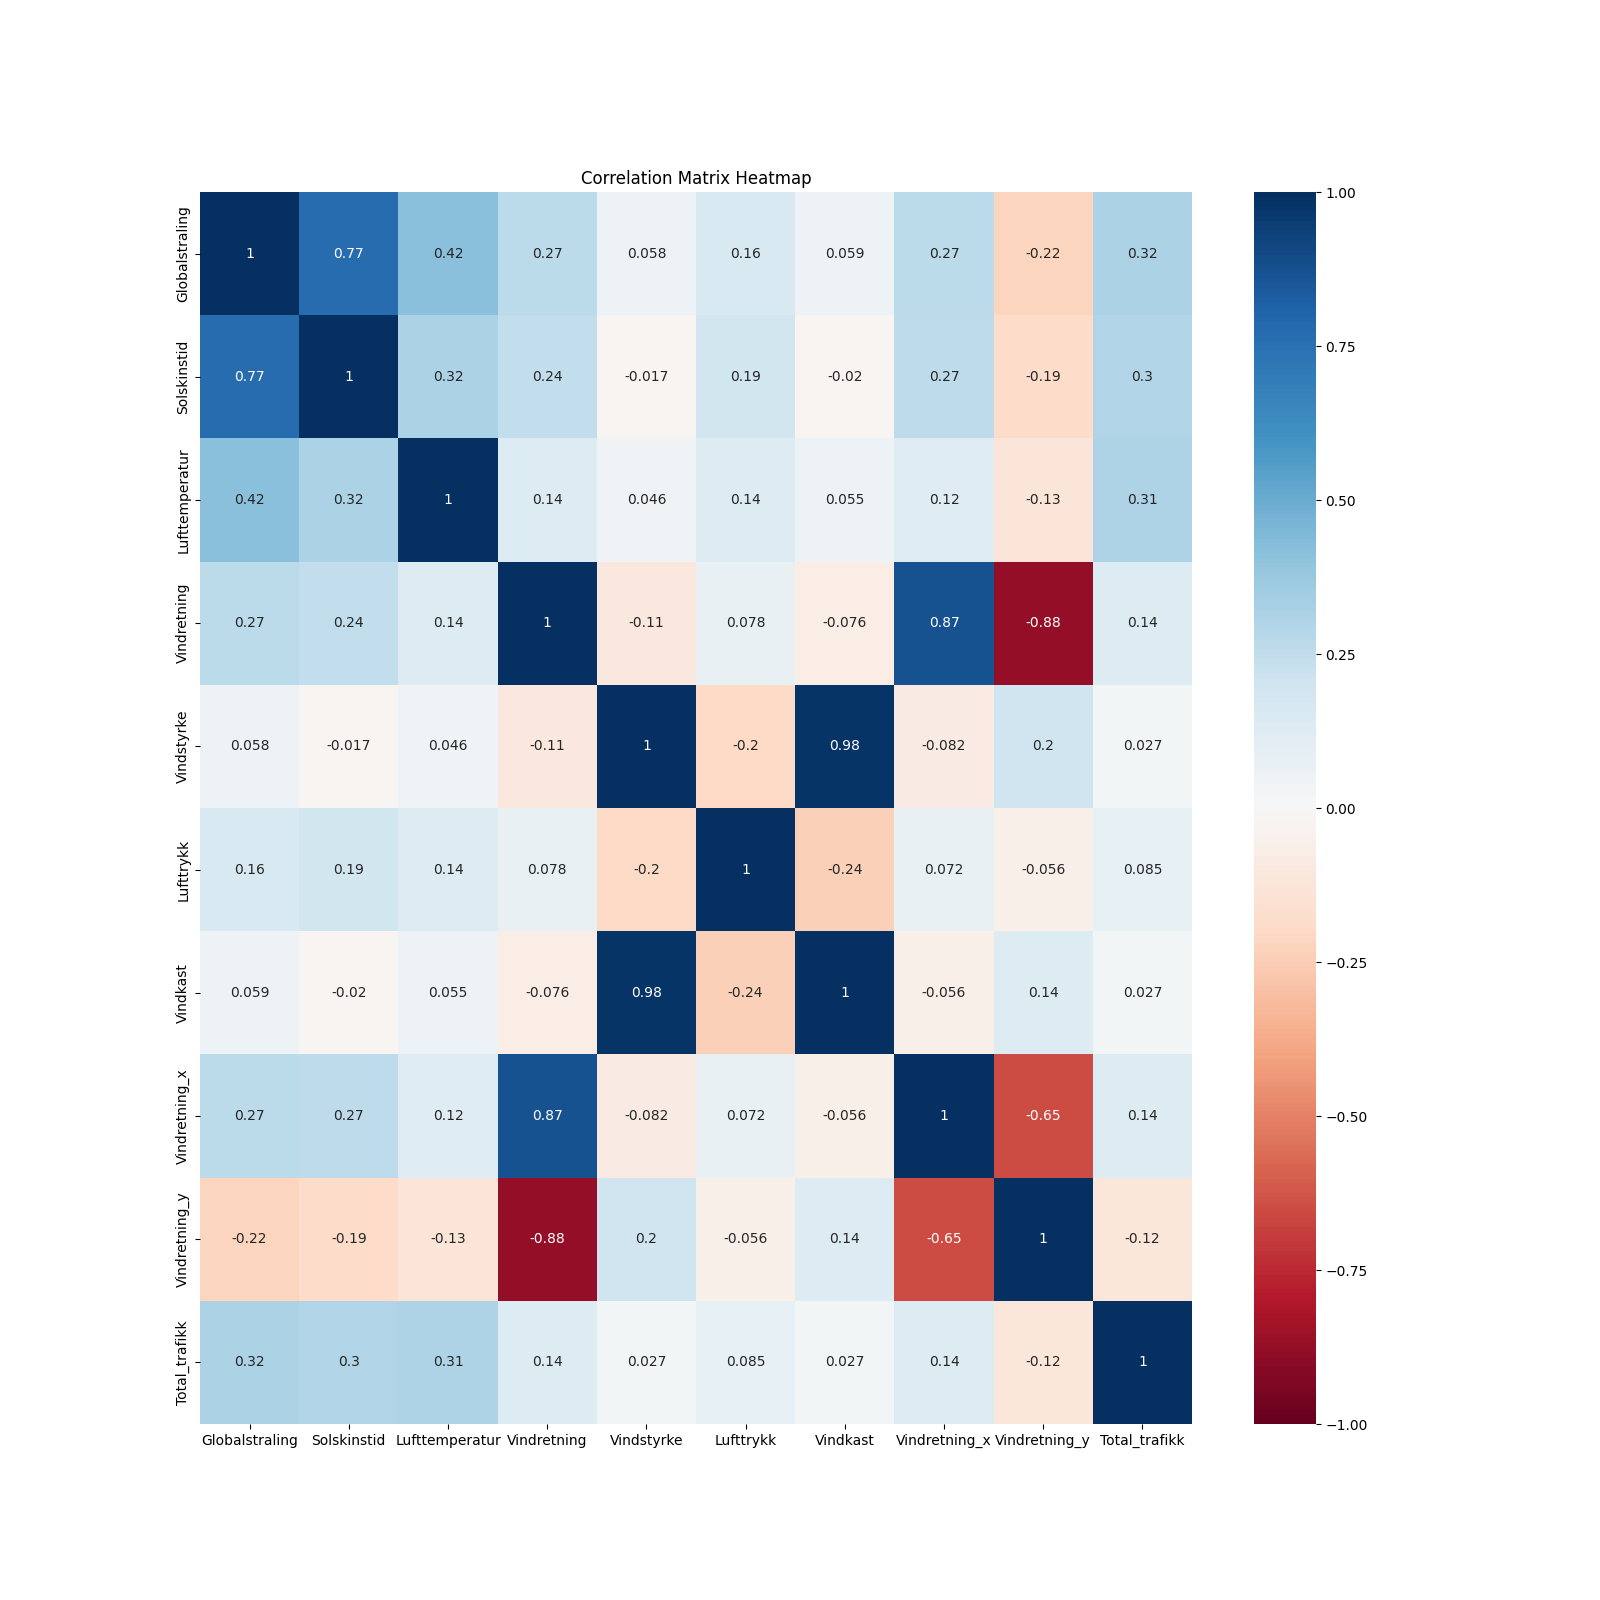 Correlation Matrix Heatmap
Globalstraling 1 0.77 0.42 0.27 0.058 0.16 0.059 0.27 -0.22 0.32
Solskinstid 0.77 1 0.32 0.24 -0.017 0.19 -0.02 0.27 -0.19 0.3
Lufttemperatur 0.42 0.32 1 0.14 0.046 0.14 0.055 0.12 -0.13 0.31
Vindretning 0.27 0.24 0.14 1 -0.11 0.078 -0.076 0.87 -0.88 0.14
Vindstyrke 0.058 -0.017 0.046 -0.11 1 -0.2 0.98 -0.082 0.2 0.027
Lufttrykk 0.16 0.19 0.14 0.078 -0.2 1 -0.24 0.072 -0.056 0.085
Vindkast 0.059 -0.02 0.055 -0.076 0.98 -0.24 1 -0.056 0.14 0.027
Vindretning_x 0.27 0.27 0.12 0.87 -0.082 0.072 -0.056 1 -0.65 0.14
Vindretning_y -0.22 -0.19 -0.13 -0.88 0.2 -0.056 0.14 -0.65 1 -0.12
Total_trafikk 0.32 0.3 0.31 0.14 0.027 0.085 0.027 0.14 -0.12 1
Globalstraling Solskinstid Lufttemperatur Vindretning Vindstyrke Lufttrykk Vindkast Vindretning_x Vindretning_y Total_trafikk
1.00
0.75
0.50
0.25
0.00
−0.25
−0.50
−0.75
−1.00